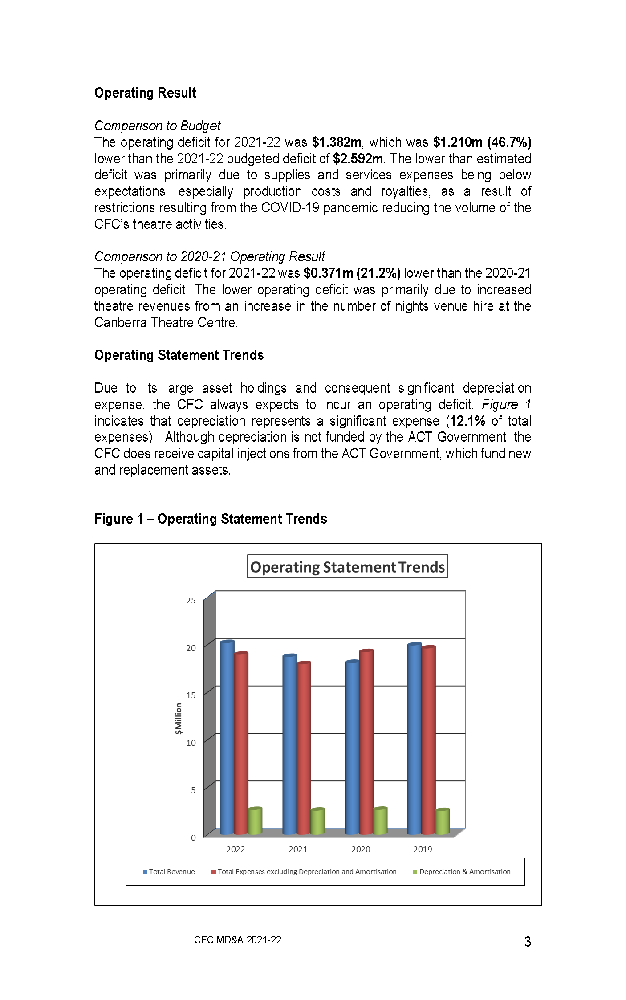 Operating Result
Comparison to Budget
The operating deficit for 2021-22 was $1.382m, which was $1.210m (46.7%)
lower than the 2021-22 budgeted deficit of $2.592m. The lower than estimated
deficit was primarily due to supplies and services expenses being below
expectations, especially production costs and royalties, as a result of
restrictions resulting from the COVID-19 pandemic reducing the volume of the
CFC’s theatre activities.
Comparison to 2020-21 Operating Result
The operating deficit for 2021-22 was $0.371m (21.2%) lower than the 2020-21
operating deficit. The lower operating deficit was primarily due to increased
theatre revenues from an increase in the number of nights venue hire at the
Canberra Theatre Centre.
Operating Statement Trends
Due to its large asset holdings and consequent significant depreciation
expense, the CFC always expects to incur an operating deficit. Figure 1
indicates that depreciation represents a significant expense (12.1% of total
expenses). Although depreciation is not funded by the ACT Government, the
CFC does receive capital injections from the ACT Government, which fund new
and replacement assets.
Figure 1 – Operating Statement Trends
Operating Statement Trends
25
20
15
10
5
0
$Million
2022 2021 2020 2019
Total Revenue Total Expenses excluding Depreciation and Amortisation Depreciation & Amortisation
CFC MD&A 2021-22 3